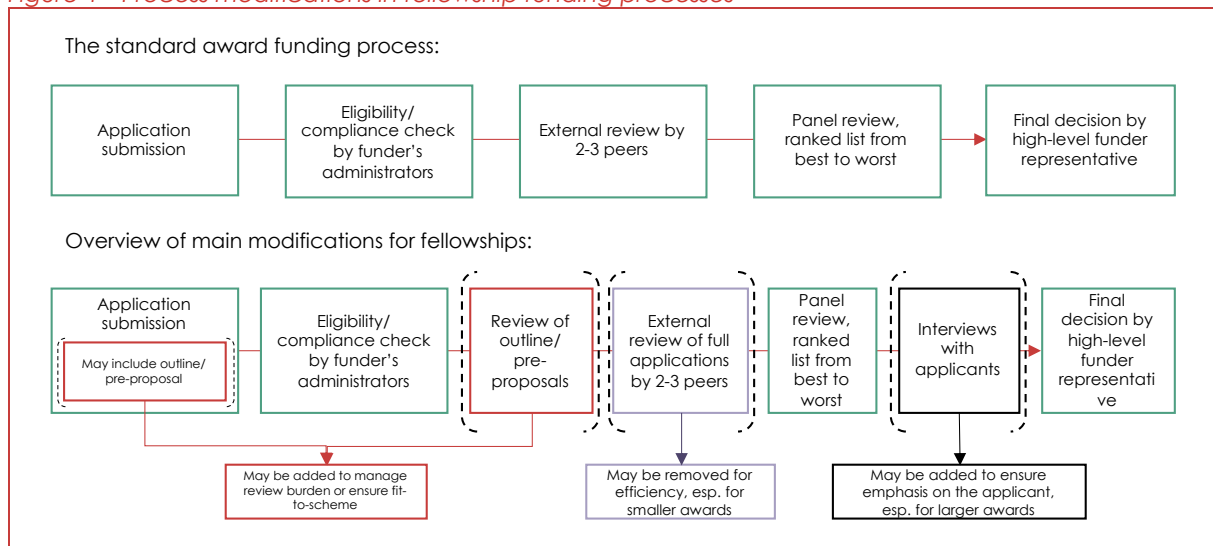 The standard award funding process:
Application
submission
Eligibility/
compliance check
by funder's
administrators
External review by
2-3 peers
Panel review,
ranked list from
best to worst
Final decision by
high-level funder
representative
Overview of main modifications for fellowships:
Application
submission
May include outline/
pre-proposal
Eligibility/
compliance check
by funder's
administrators
Review of
outline/
pre-
proposals
External
review of full
applications
by 2-3 peers
Panel
review,
ranked
list from
best to
worst
Interviews
with
applicants
Final
decision by
high-level
funder
representati
ve
May be added to manage
review burden or ensure fit-
to-scheme
May be removed for
efficiency, esp. for
smaller awards
May be added to ensure
emphasis on the applicant,
esp. for larger awards